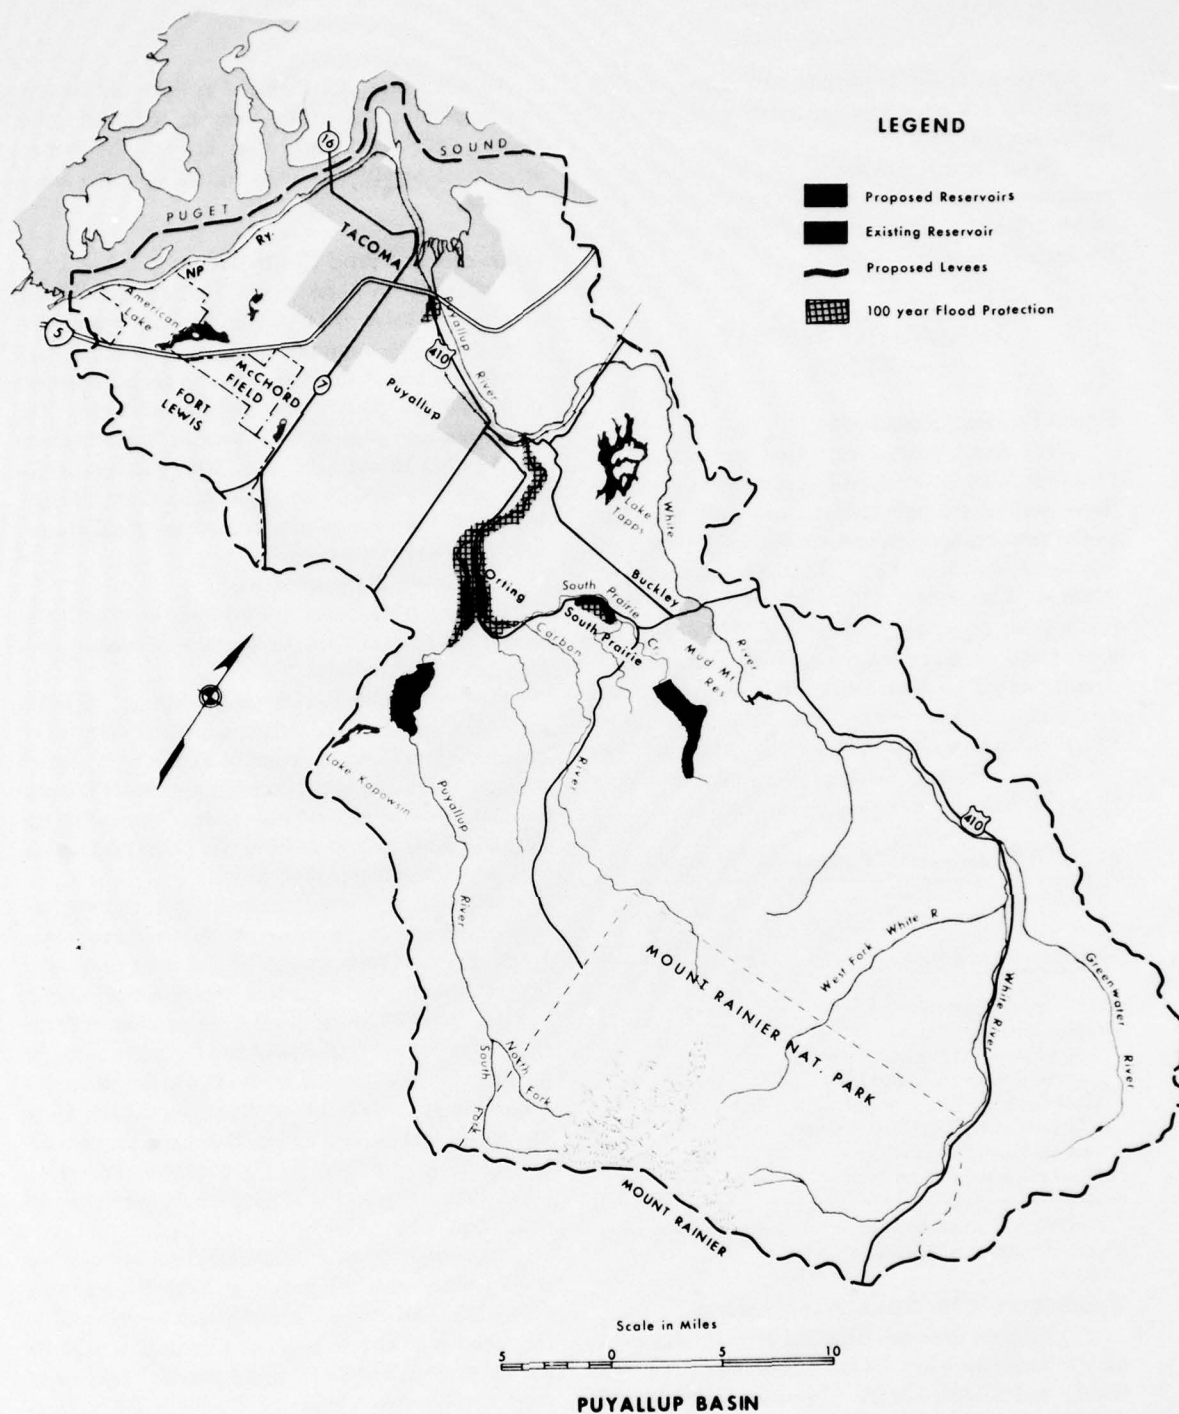 LEGEND
Proposed Reservoirs
Existing Reservoir
Proposed Levees
100 year Flood Protection
16
SOUND
PUGET
TACOMA
NP RY.
American
Lake
5
McCHORD
FIELD
FORT
LEWIS
7
410
Puyallup River
Puyallup
Lake
Tapps
White
River
Buckley
South Prairie Cr
South Prairie
Orting
Carbon
River
Mud Mt
Res
Lake Kapowsin
Puyallup
River
410
West Fork White R
White River
Greenwater
River
MOUNT RAINIER NAT. PARK
North
Fork
South
Fork
MOUNT RAINIER
Scale in Miles
5 0 5 10
PUYALLUP BASIN